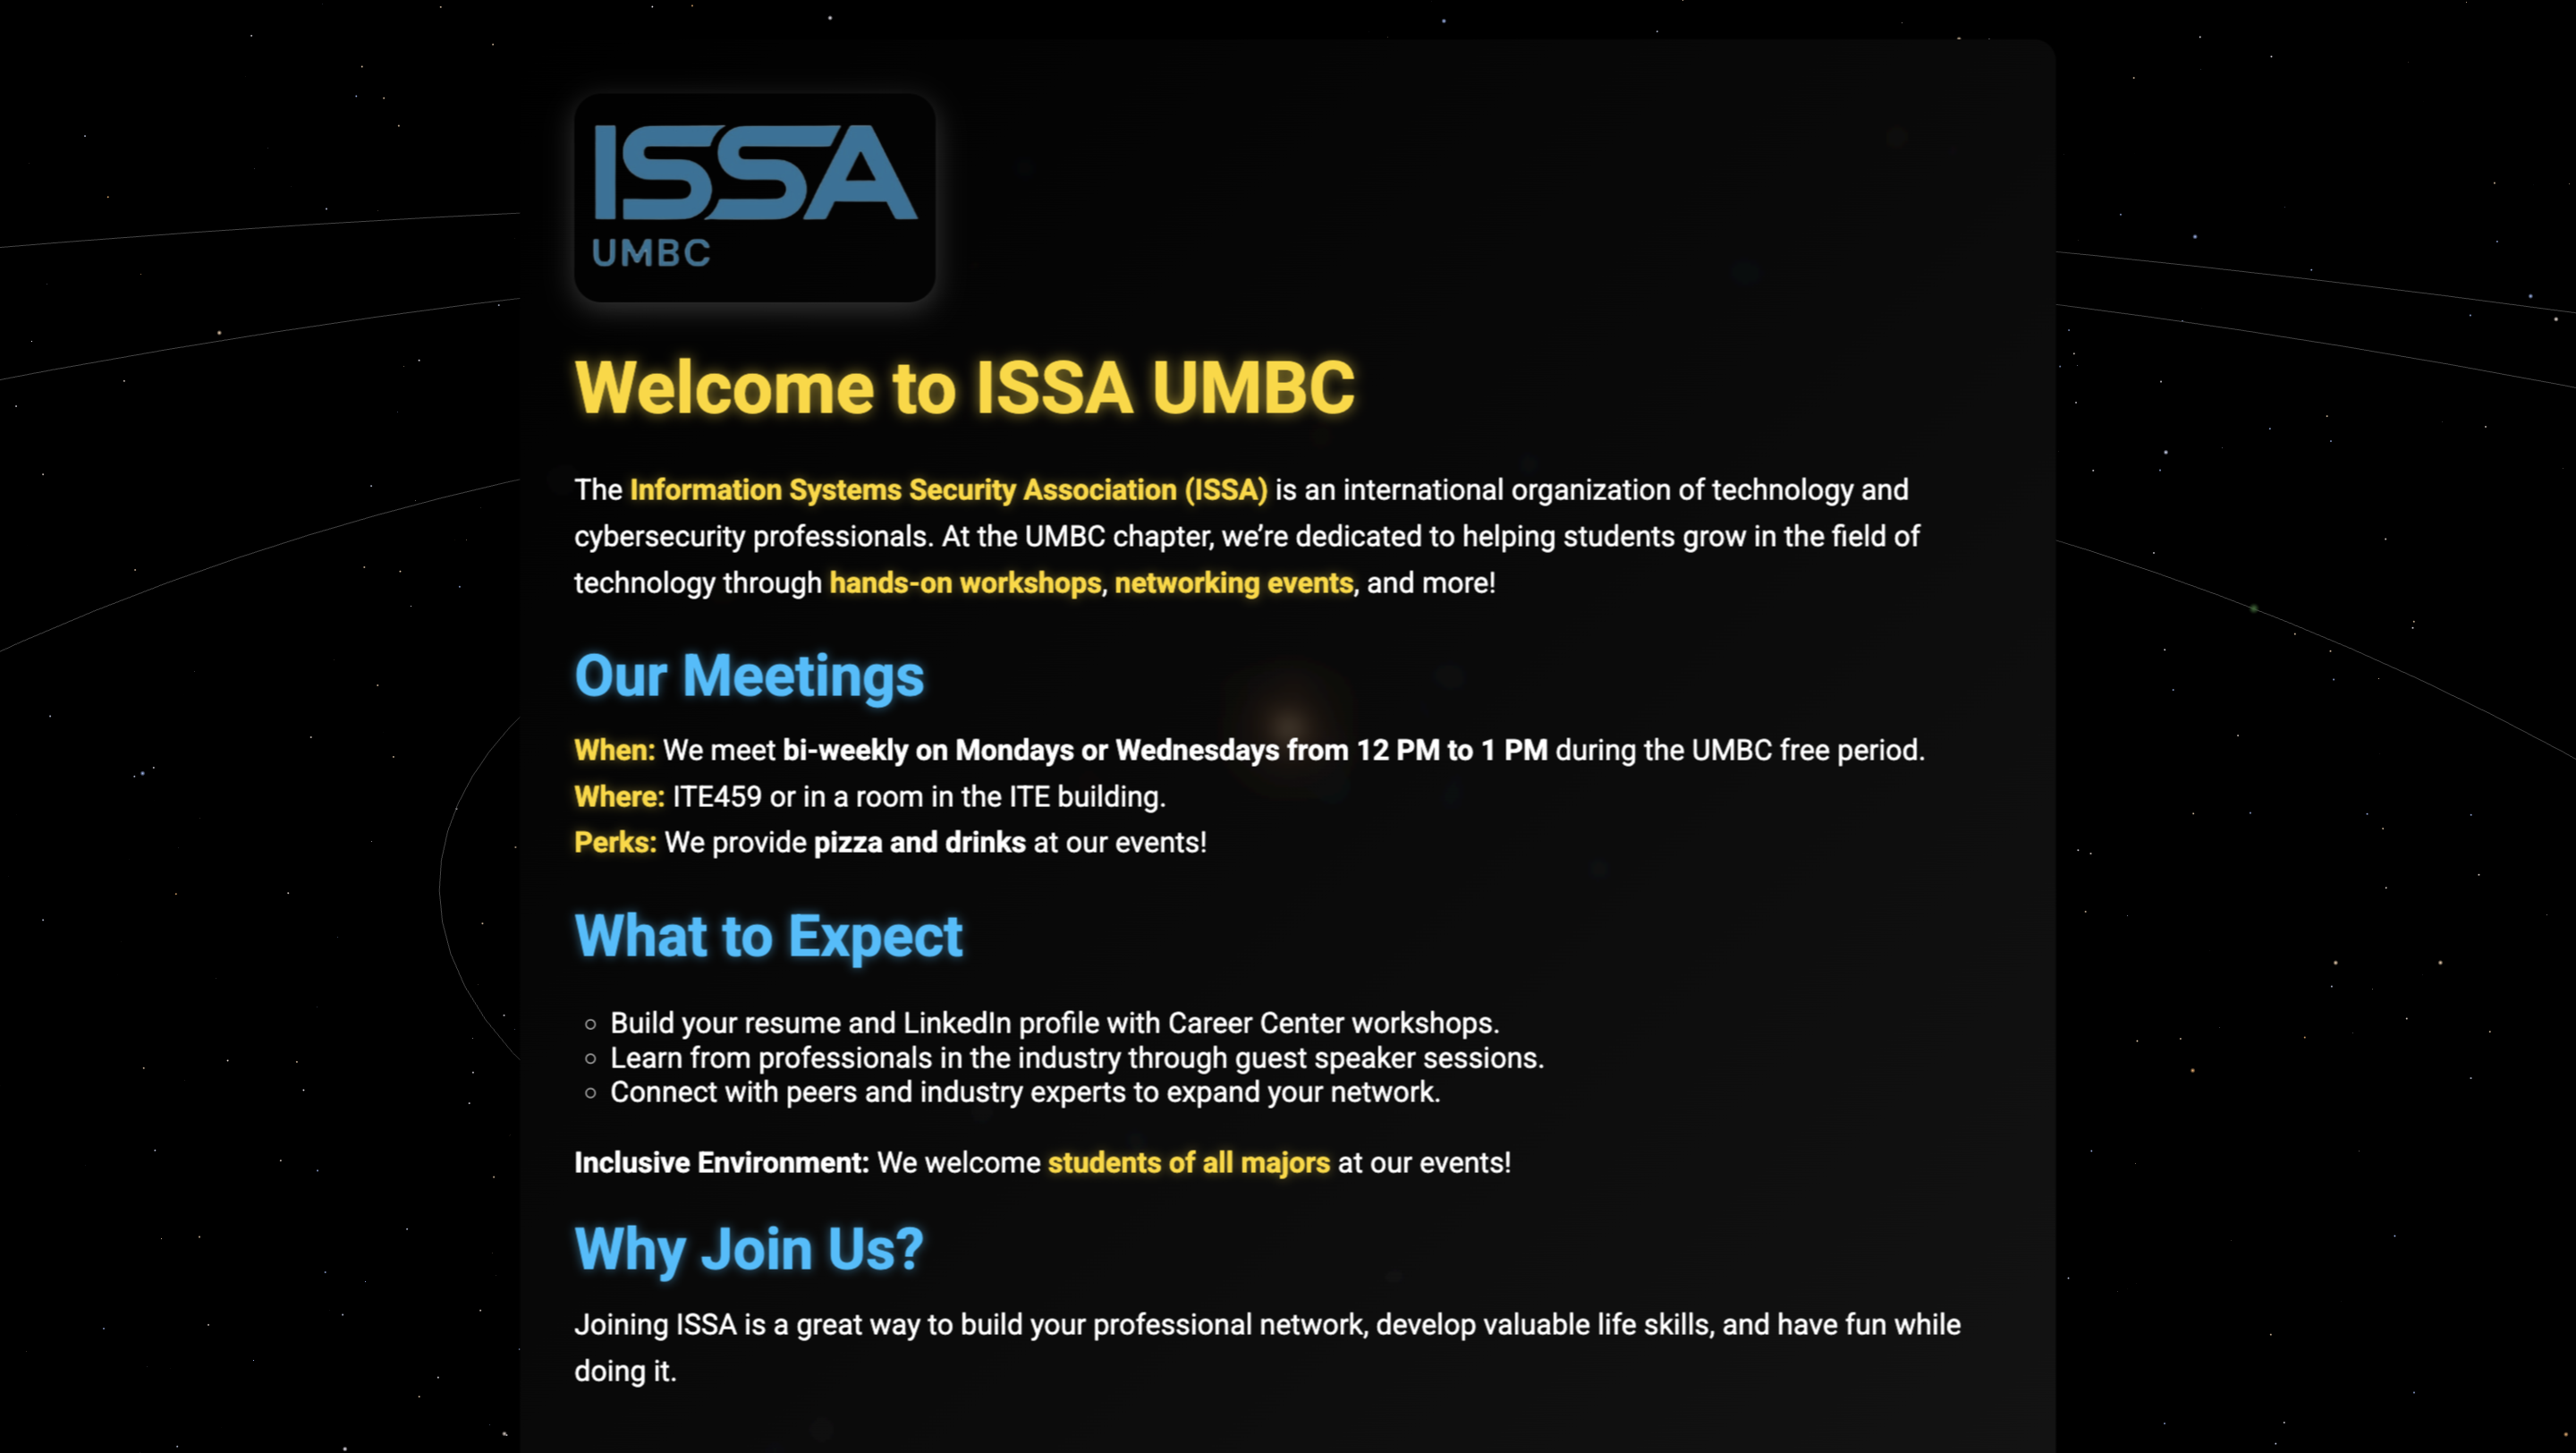 ISSA
UMBC
Welcome to ISSA UMBC
The Information Systems Security Association (ISSA) is an international organization of technology and
cybersecurity professionals. At the UMBC chapter, we’re dedicated to helping students grow in the field of
technology through hands-on workshops, networking events, and more!
Our Meetings
When: We meet bi-weekly on Mondays or Wednesdays from 12 PM to 1 PM during the UMBC free period.
Where: ITE459 or in a room in the ITE building.
Perks: We provide pizza and drinks at our events!
What to Expect
Build your resume and LinkedIn profile with Career Center workshops.
Learn from professionals in the industry through guest speaker sessions.
Connect with peers and industry experts to expand your network.
Inclusive Environment: We welcome students of all majors at our events!
Why Join Us?
Joining ISSA is a great way to build your professional network, develop valuable life skills, and have fun while
doing it.